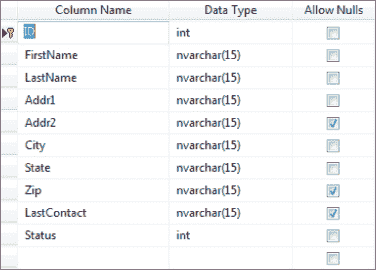 Column Name Data Type Allow Nulls
ID int
FirstName nvarchar(15)
LastName nvarchar(15)
Addr1 nvarchar(15)
Addr2 nvarchar(15)
City nvarchar(15)
State nvarchar(15)
Zip nvarchar(15)
LastContact nvarchar(15)
Status int